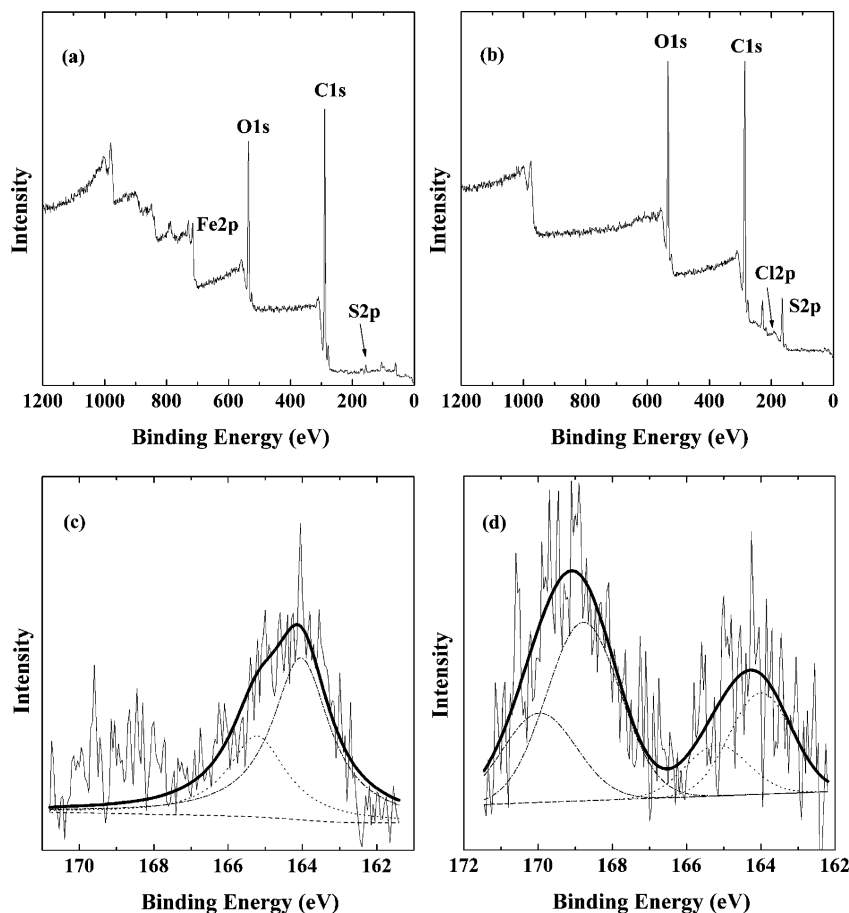 (a)
C1s
O1s
Fe2p
S2p
Intensity
1200 1000 800 600 400 200 0
Binding Energy (eV)
(b)
O1s
C1s
Cl2p
S2p
Intensity
1200 1000 800 600 400 200 0
Binding Energy (eV)
(c)
Intensity
170 168 166 164 162
Binding Energy (eV)
(d)
Intensity
172 170 168 166 164 162
Binding Energy (eV)